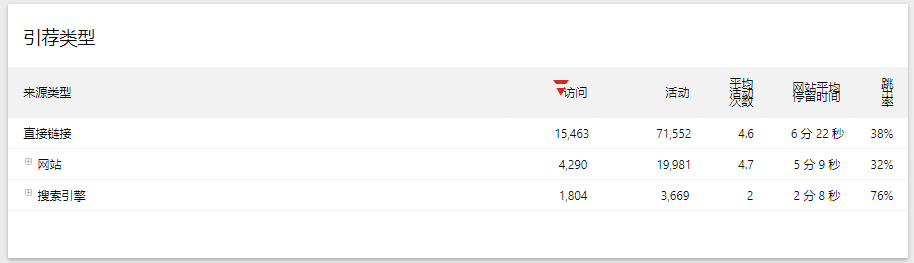 引荐类型
来源类型 访问 活动 平均活动次数 网站平均停留时间 跳出率
直接链接 15,463 71,552 4.6 6 分 22 秒 38%
网站 4,290 19,981 4.7 5 分 9 秒 32%
搜索引擎 1,804 3,669 2 2 分 8 秒 76%